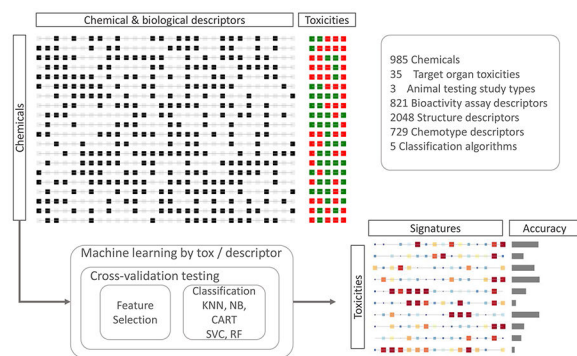 Chemical & biological descriptors
Toxicities
Chemicals
985 Chemicals
35 Target organ toxicities
3 Animal testing study types
821 Bioactivity assay descriptors
2048 Structure descriptors
729 Chemotype descriptors
5 Classification algorithms
Machine learning by tox / descriptor
Cross-validation testing
Feature
Selection
Classification
KNN, NB,
CART
SVC, RF
Signatures
Accuracy
Toxicities